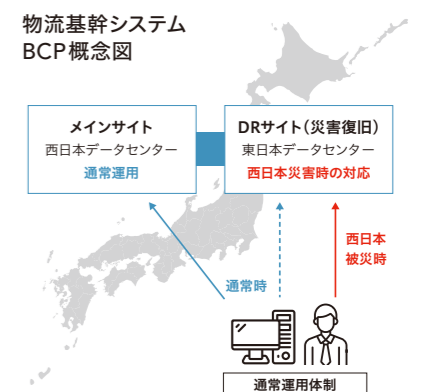 物流基幹システム
BCP概念図
メインサイト
西日本データセンター
通常運用
DRサイト（災害復旧）
東日本データセンター
西日本災害時の対応
西日本
被災時
通常時
通常運用体制